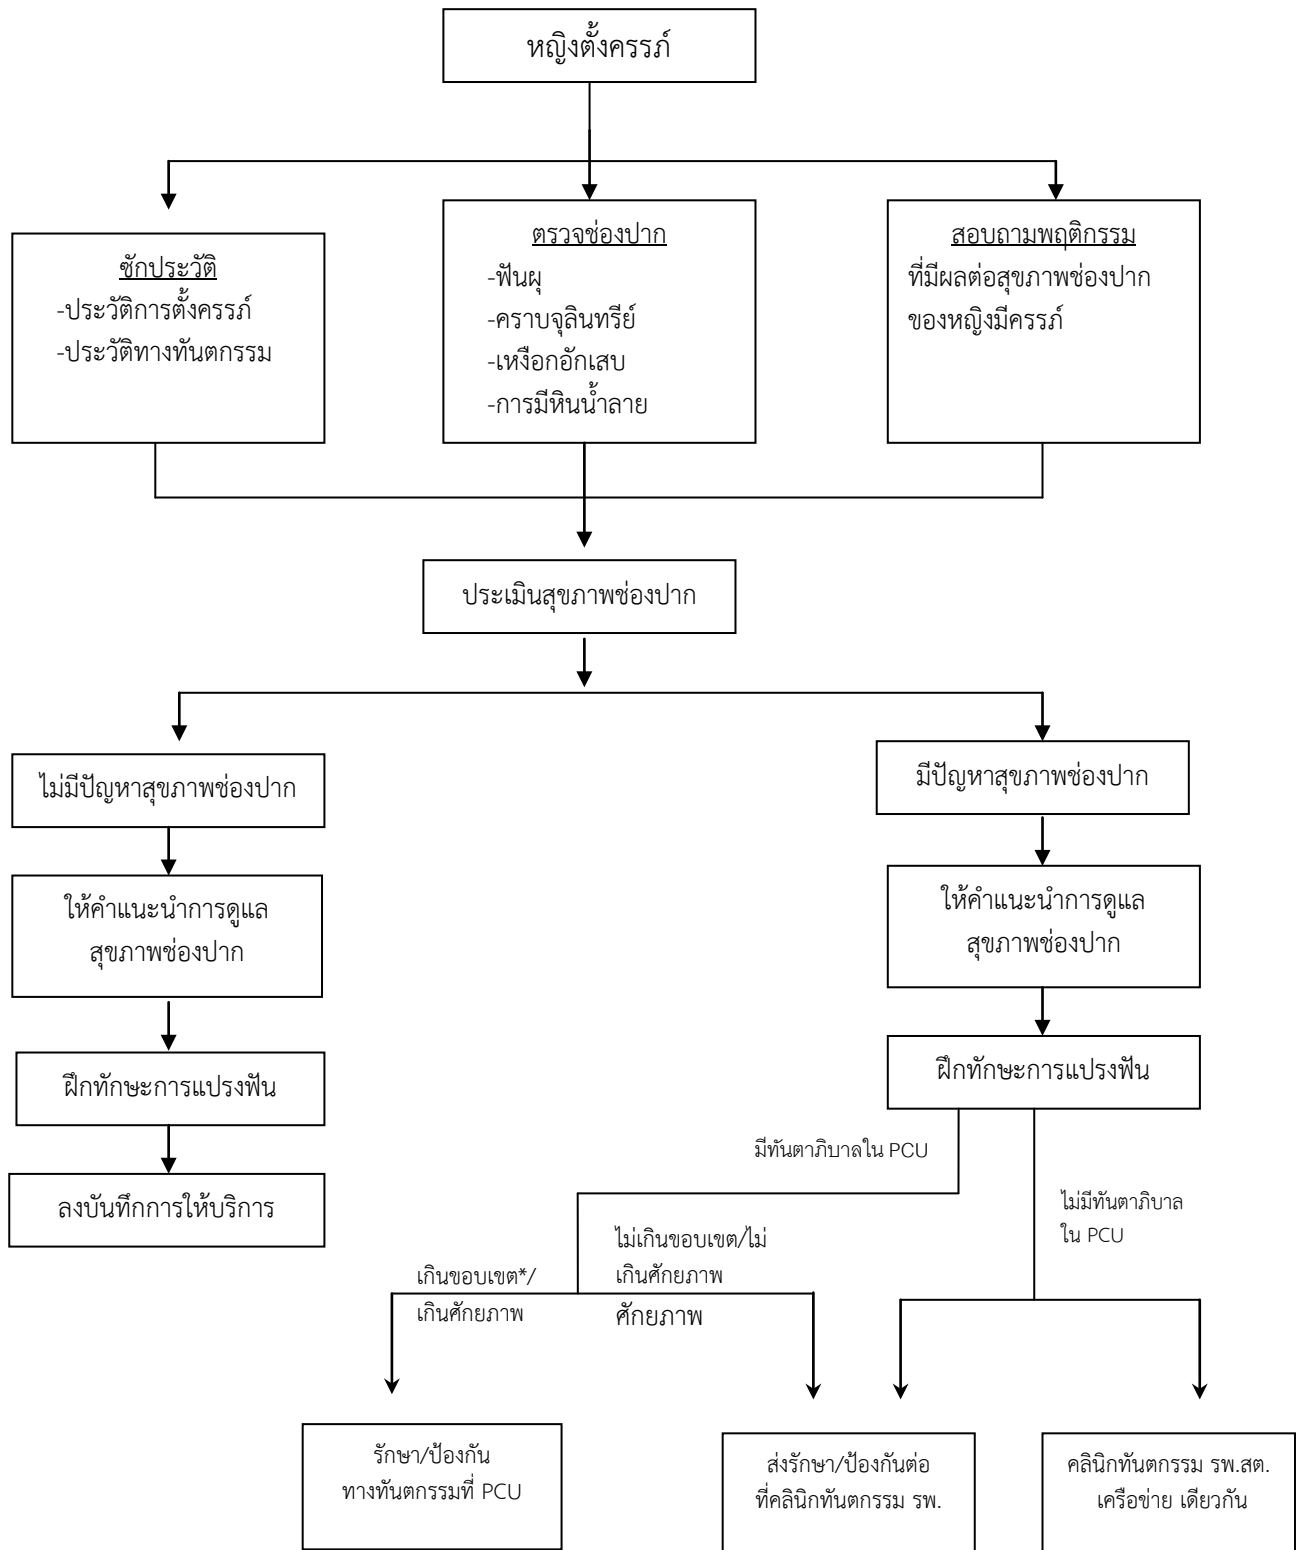 หญิงตั้งครรภ์
ซักประวัติ
-ประวัติการตั้งครรภ์
-ประวัติทางทันตกรรม
ตรวจช่องปาก
-ฟันผุ
-คราบจุลินทรีย์
-เหงือกอักเสบ
-การมีหินน้ำลาย
สอบถามพฤติกรรม
ที่มีผลต่อสุขภาพช่องปาก
ของหญิงมีครรภ์
ประเมินสุขภาพช่องปาก
ไม่มีปัญหาสุขภาพช่องปาก
ให้คำแนะนำการดูแล
สุขภาพช่องปาก
ฝึกทักษะการแปรงฟัน
ลงบันทึกการให้บริการ
มีปัญหาสุขภาพช่องปาก
ให้คำแนะนำการดูแล
สุขภาพช่องปาก
ฝึกทักษะการแปรงฟัน
มีทันตาภิบาลใน PCU
ไม่มีทันตาภิบาล
ใน PCU
เกินขอบเขต*/
เกินศักยภาพ
ไม่เกินขอบเขต/ไม่
เกินศักยภาพ
ศักยภาพ
รักษา/ป้องกัน
ทางทันตกรรมที่ PCU
ส่งรักษา/ป้องกันต่อ
ที่คลินิกทันตกรรม รพ.
คลินิกทันตกรรม รพ.สต.
เครือข่าย เดียวกัน